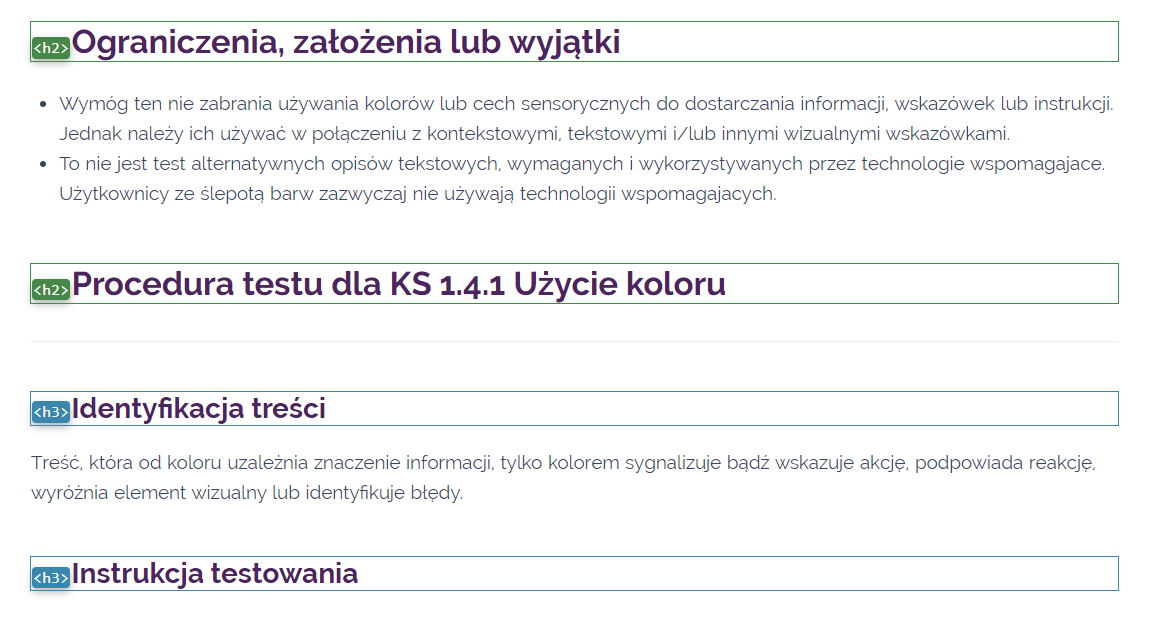 <h2>Ograniczenia, założenia lub wyjątki
Wymóg ten nie zabrania używania kolorów lub cech sensorycznych do dostarczania informacji, wskazówek lub instrukcji.
Jednak należy ich używać w połączeniu z kontekstowymi, tekstowymi i/lub innymi wizualnymi wskazówkami.
To nie jest test alternatywnych opisów tekstowych, wymaganych i wykorzystywanych przez technologie wspomagajace.
Użytkownicy ze ślepotą barw zazwyczaj nie używają technologii wspomagajacych.
<h2>Procedura testu dla KS 1.4.1 Użycie koloru
<h3>Identyfikacja treści
Treść, która od koloru uzależnia znaczenie informacji, tylko kolorem sygnalizuje bądź wskazuje akcję, podpowiada reakcję,
wyróżnia element wizualny lub identyfikuje błędy.
<h3>Instrukcja testowania